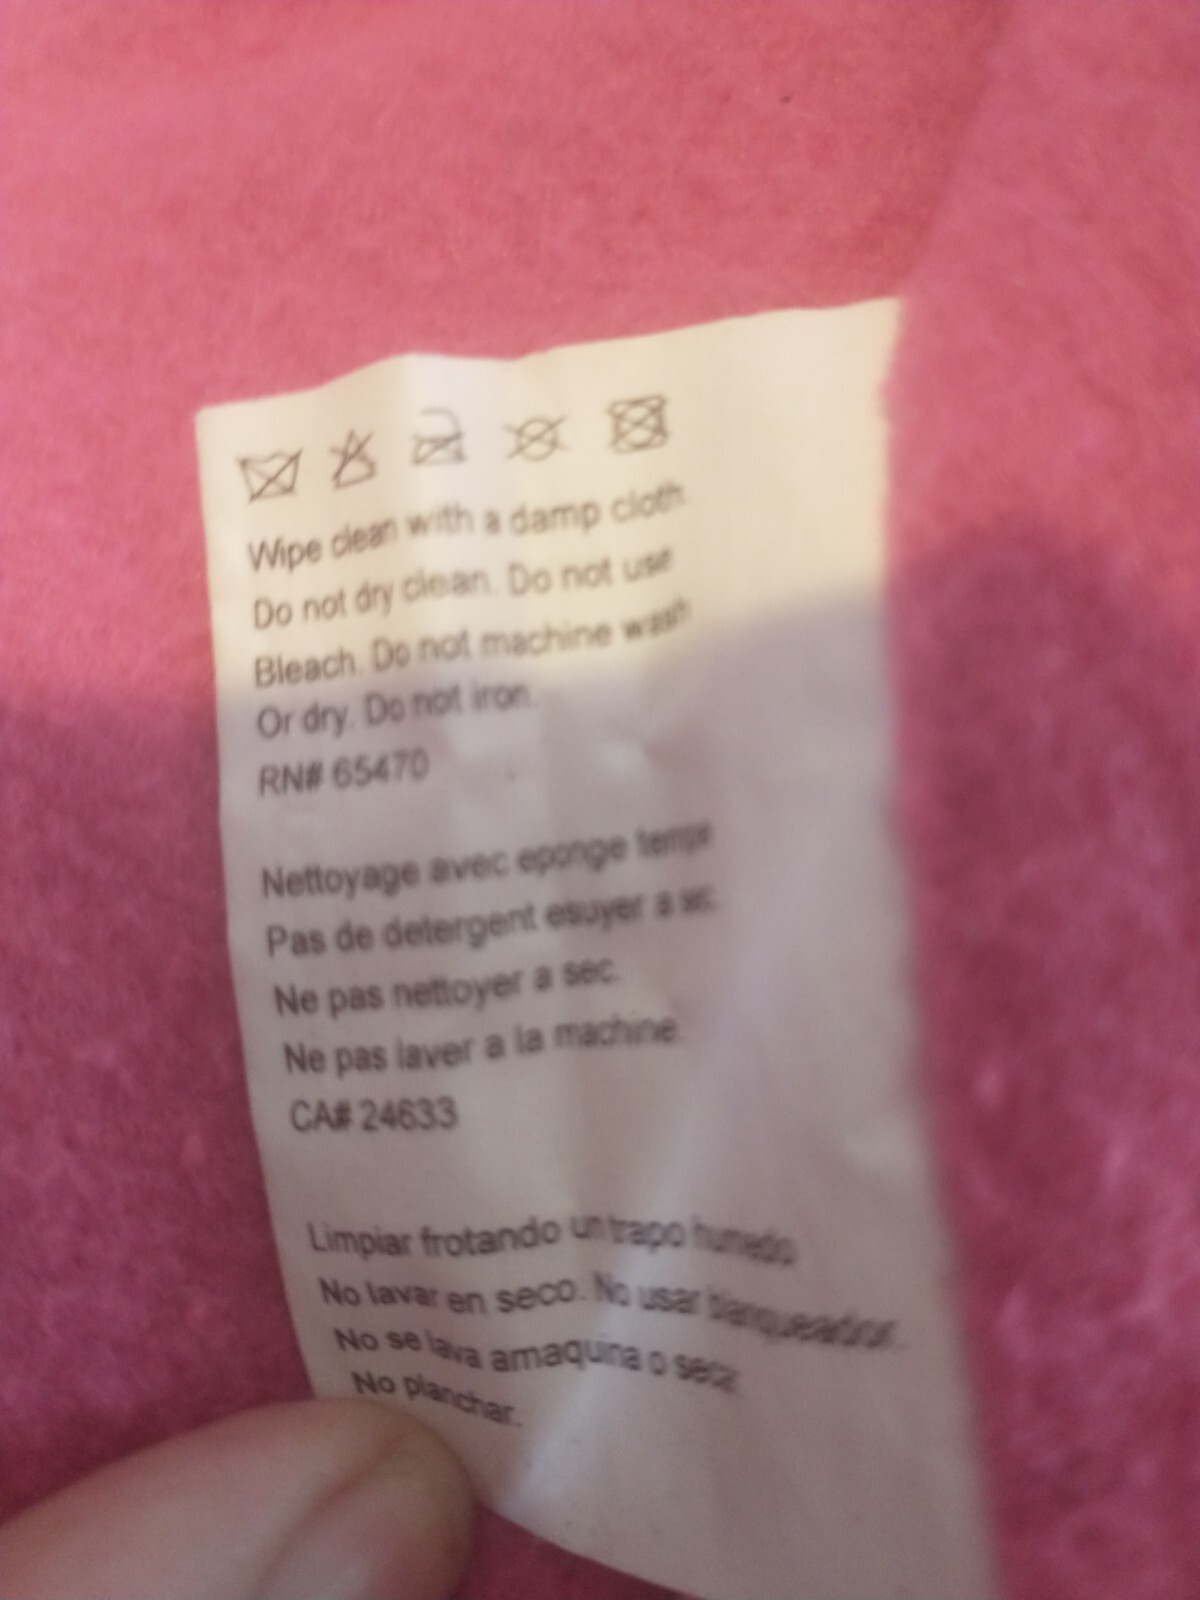 Wipe clean with a damp cloth
Do not dry clean. Do not use
Bleach. Do not machine wash
Or dry. Do not iron.
RN# 65470
Nettoyage avec eponge
Pas de detergent esuyer a
Ne pas nettoyer a sec.
Ne pas laver a la machine.
CA# 24633
Limpiar frotando un trapo humedo
No lavar en seco. No usar
No se lava amaquina o
No planchar.